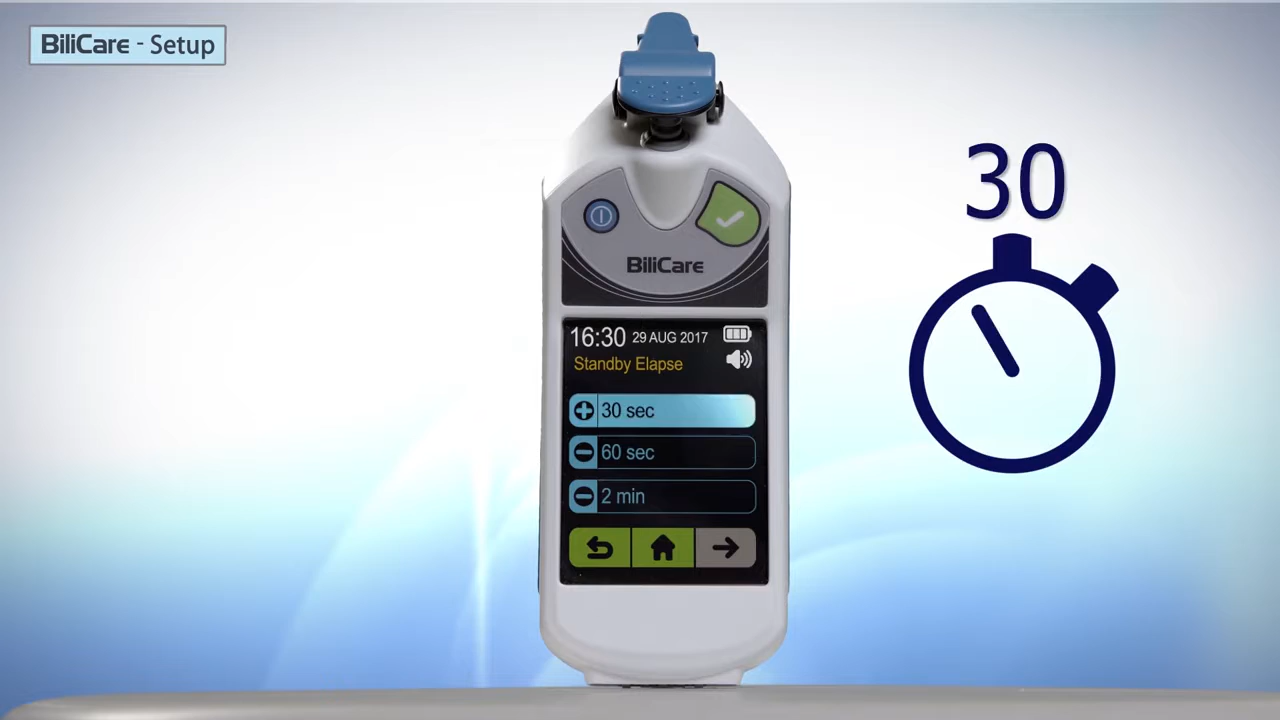 BiliCare - Setup
30
BiliCare
16:30 29 AUG 2017
Standby Elapse
30 sec
60 sec
2 min